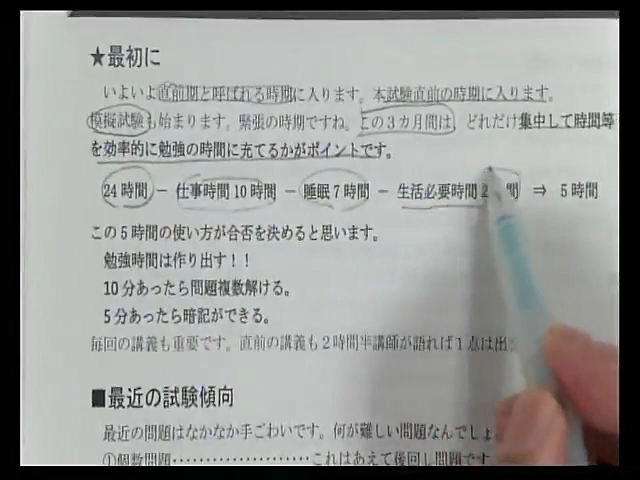 ★最初に
いよいよ直前期と呼ばれる時期に入ります。本試験直前の時期に入ります。
模擬試験も始まります。緊張の時期ですね。この３カ月間は、どれだけ集中して時間等
を効率的に勉強の時間に充てるかがポイントです。
24時間 － 仕事時間10時間 － 睡眠７時間 － 生活必要時間2 間 ⇒ 5時間
この５時間の使い方が合否を決めると思います。
勉強時間は作り出す！！
10分あったら問題複数解ける。
５分あったら暗記ができる。
毎回の講義も重要です。直前の講義も２時間半講師が語れば１点は出
■最近の試験傾向
最近の問題はなかなか手ごわいです。何が難しい問題なんでしょ
①個数問題‥‥‥‥‥‥‥‥これはあえて後回し問題です